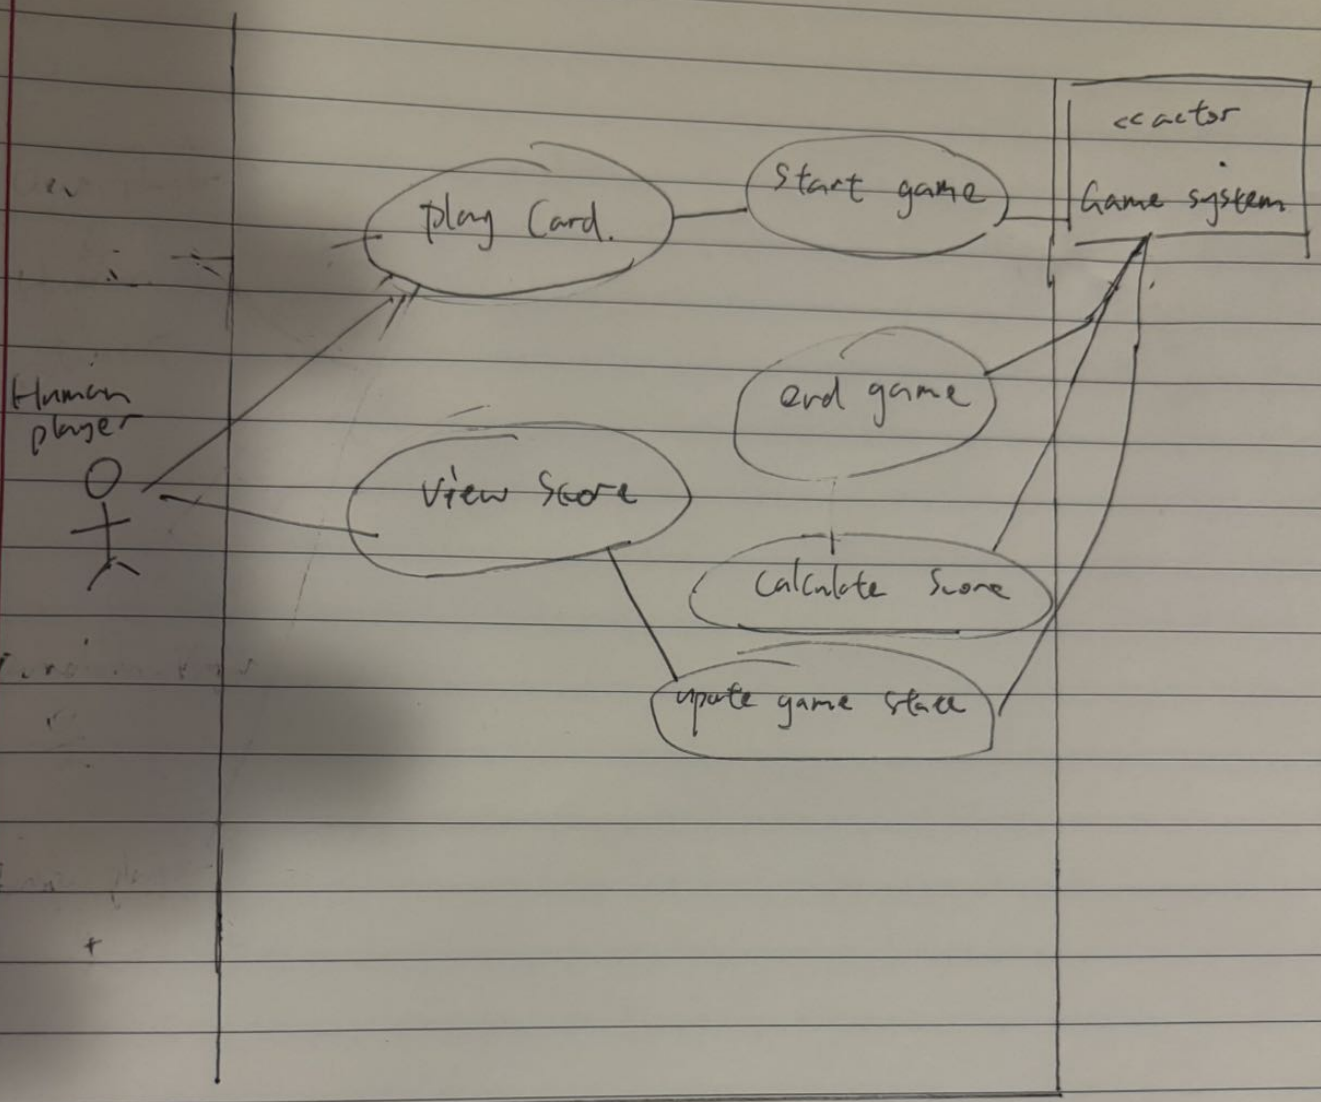 << actor
Game system
Start game
play Card.
end game
Human
player
View Score
Calculate Score
upate game state